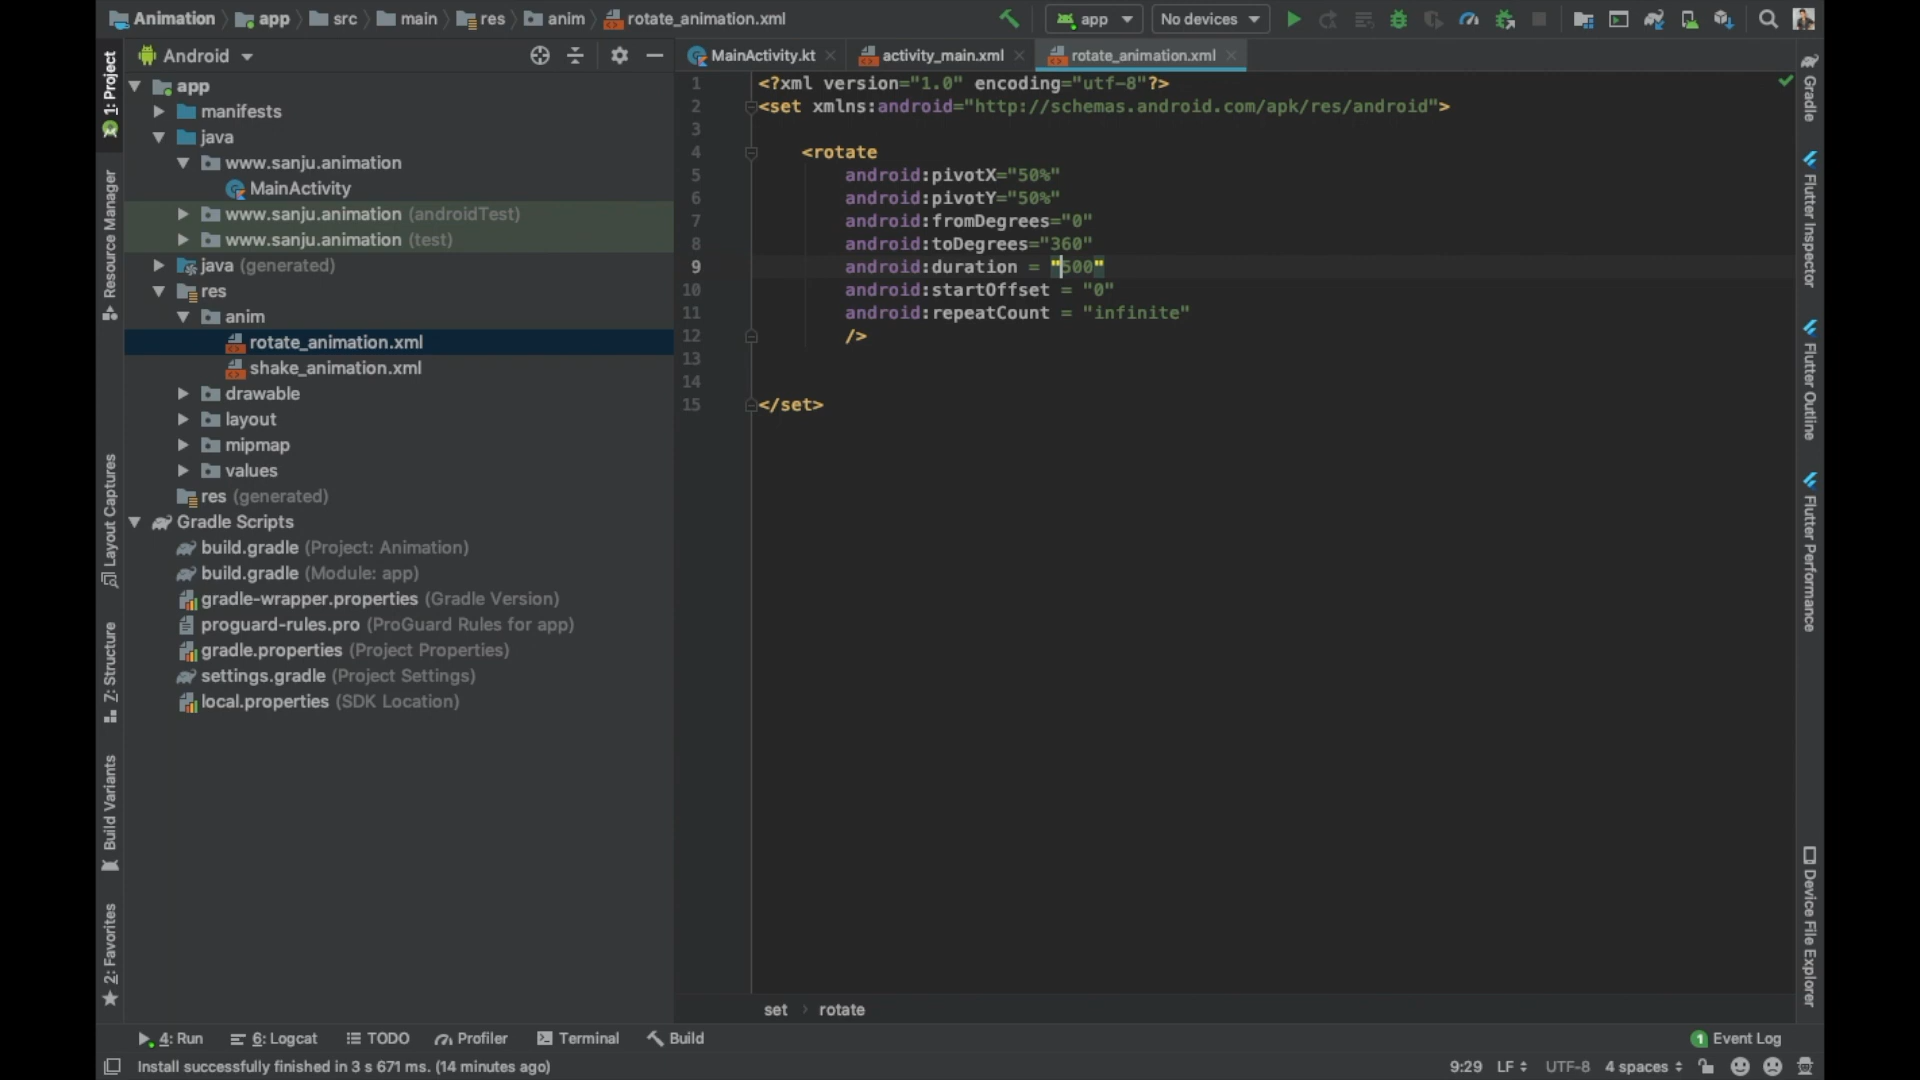 Animation app src main res anim rotate_animation.xml app No devices
1: Project
Android
MainActivity.kt activity_main.xml rotate_animation.xml
app
manifests
java
www.sanju.animation
MainActivity
www.sanju.animation (androidTest)
www.sanju.animation (test)
java (generated)
res
anim
rotate_animation.xml
shake_animation.xml
drawable
layout
mipmap
values
res (generated)
Gradle Scripts
build.gradle (Project: Animation)
build.gradle (Module: app)
gradle-wrapper.properties (Gradle Version)
proguard-rules.pro (ProGuard Rules for app)
gradle.properties (Project Properties)
settings.gradle (Project Settings)
local.properties (SDK Location)
Resource Manager
Layout Captures
Z: Structure
Build Variants
2: Favorites
1 <?xml version="1.0" encoding="utf-8"?>
2 <set xmlns:android="http://schemas.android.com/apk/res/android">
3
4 <rotate
5 android:pivotX="50%"
6 android:pivotY="50%"
7 android:fromDegrees="0"
8 android:toDegrees="360"
9 android:duration = "500"
10 android:startOffset = "0"
11 android:repeatCount = "infinite"
12 />
13
14
15 </set>
set rotate
Gradle
Flutter Inspector
Flutter Outline
Flutter Performance
Device File Explorer
4: Run 6: Logcat TODO Profiler Terminal Build 1 Event Log
Install successfully finished in 3 s 671 ms. (14 minutes ago) 9:29 LF UTF-8 4 spaces